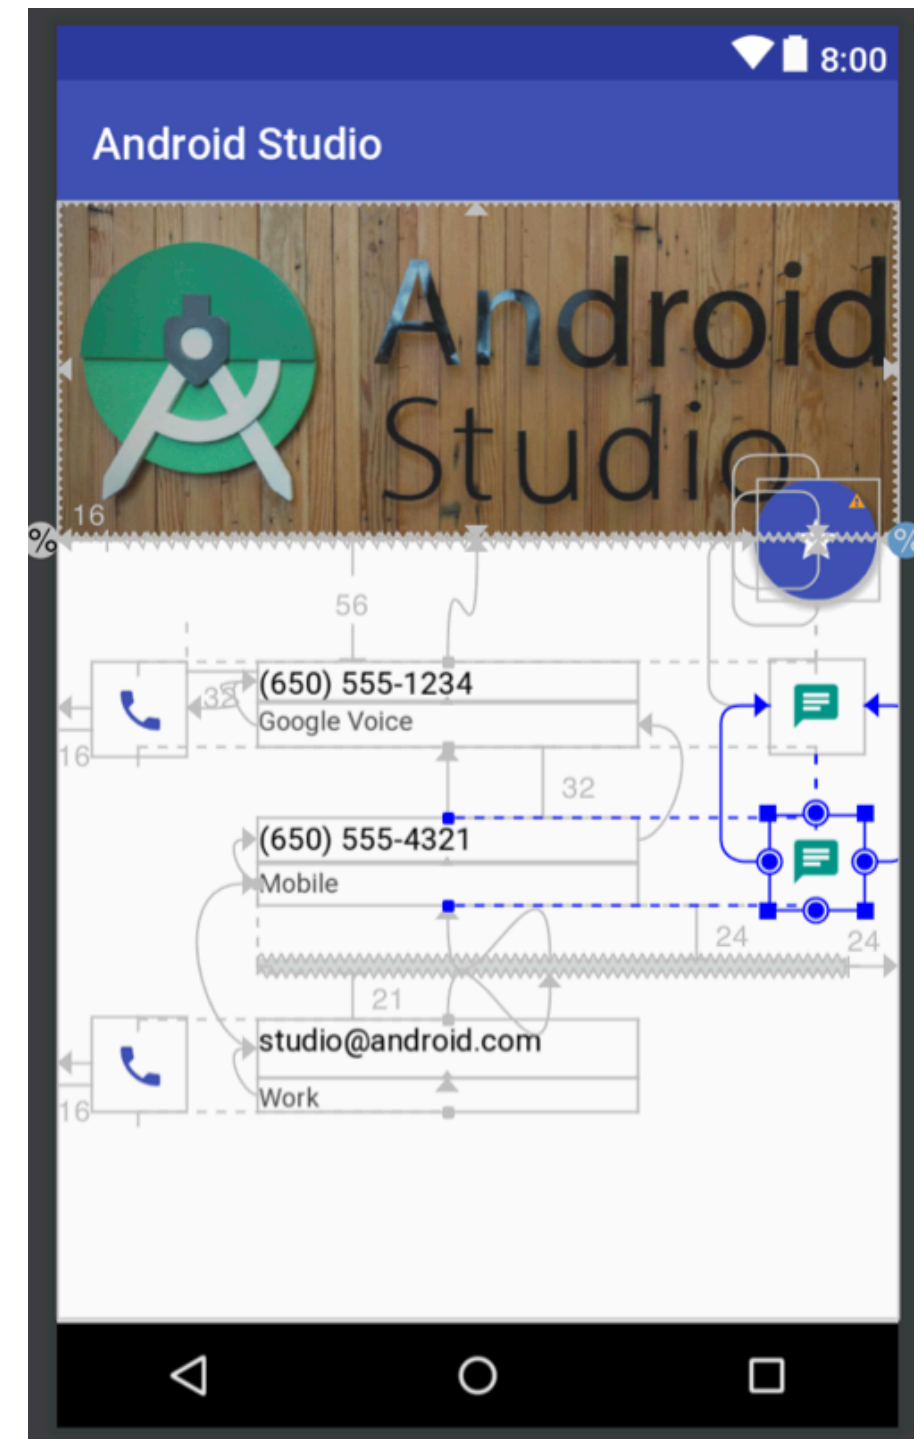 8:00
Android Studio
Android
Studio
16
%
%
56
(650) 555-1234
32
Google Voice
16
32
(650) 555-4321
Mobile
24
24
21
studio@android.com
Work
16